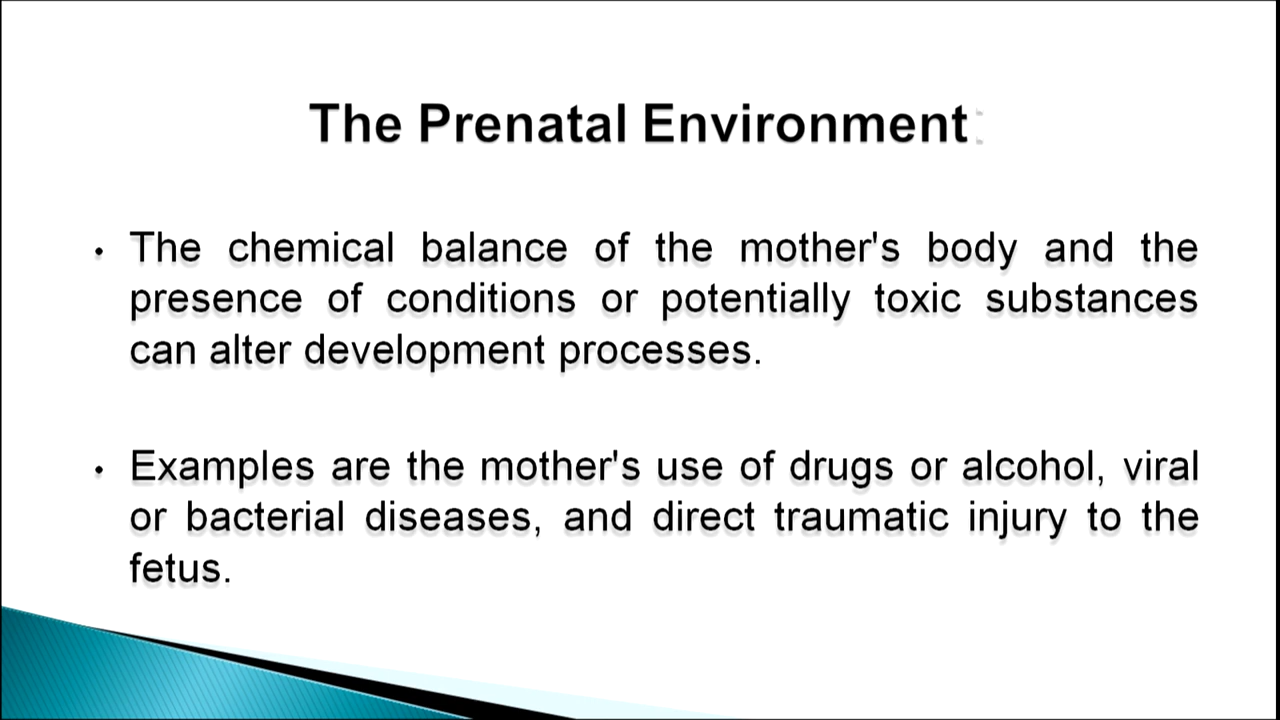 The Prenatal Environment:
• The chemical balance of the mother's body and the
presence of conditions or potentially toxic substances
can alter development processes.
• Examples are the mother's use of drugs or alcohol, viral
or bacterial diseases, and direct traumatic injury to the
fetus.